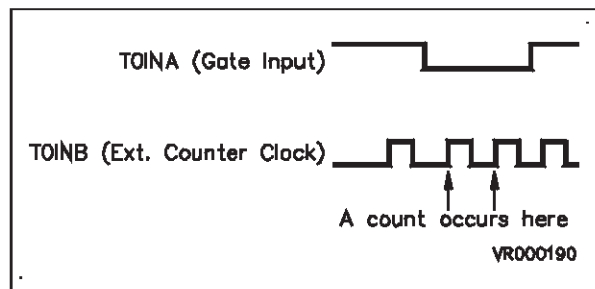 TOINA (Gate Input)
TOINB (Ext. Counter Clock)
A count occurs here
VR000190